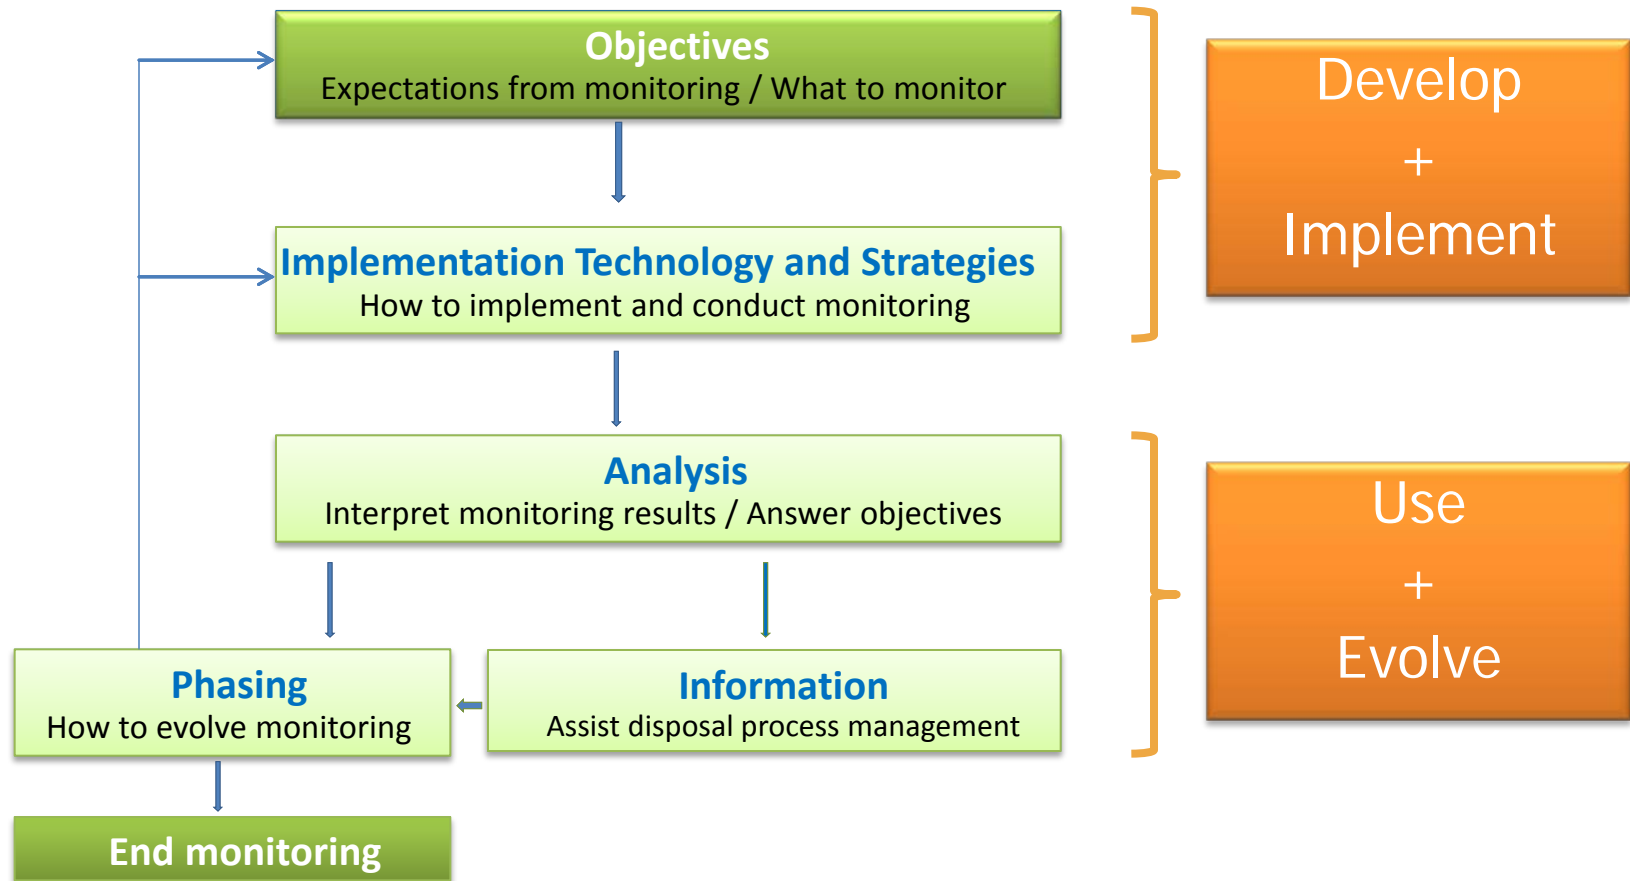 Objectives
Expectations from monitoring / What to monitor
Develop
+
Implement
Implementation Technology and Strategies
How to implement and conduct monitoring
Analysis
Interpret monitoring results / Answer objectives
Use
+
Evolve
Phasing
How to evolve monitoring
Information
Assist disposal process management
End monitoring